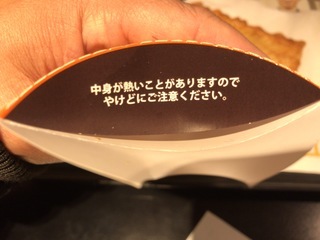 中身が熱いことがありますので
やけどにご注意ください。